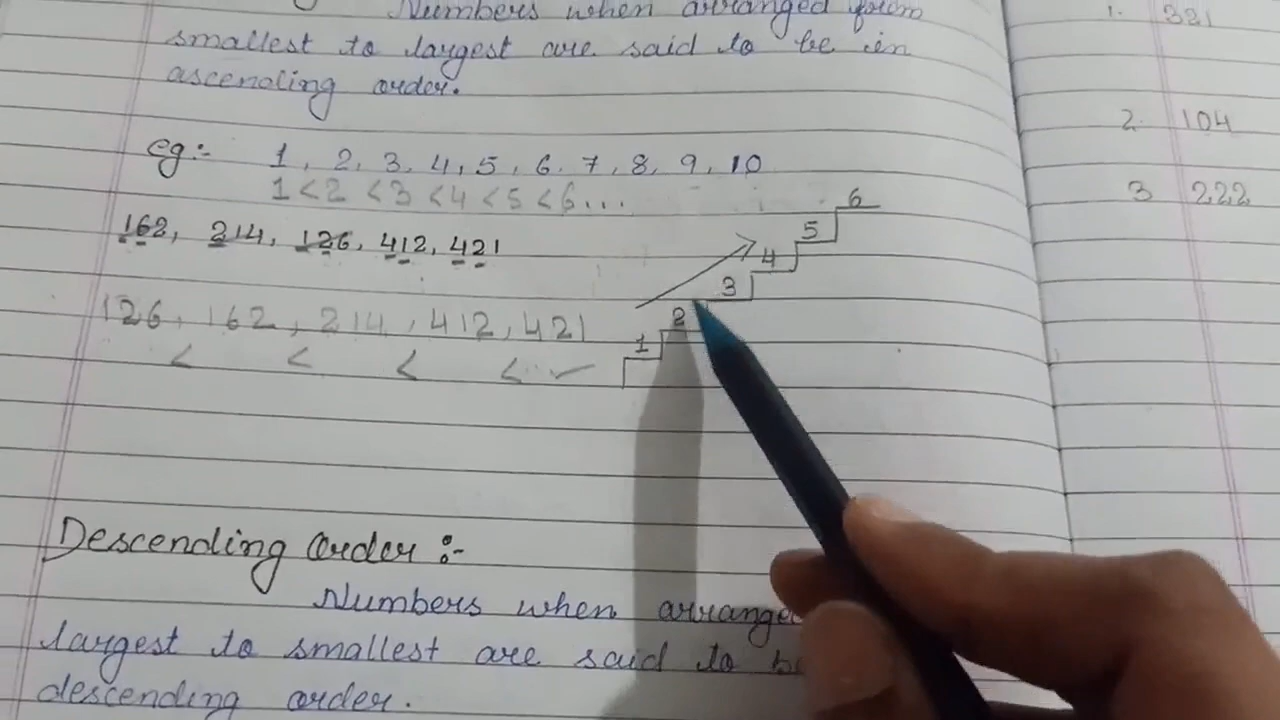 Numbers when arranged from
smallest to largest are said to be in
ascending order.
eg:- 1, 2, 3, 4, 5, 6, 7, 8, 9, 10
1 < 2 < 3 < 4 < 5 < 6...
162, 214, 126, 412, 421
126, 162, 214, 412, 421
< < < <
1 2 3 4 5 6
Descending Order :-
Numbers when arranged
largest to smallest are said to
descending order.
1. 321
2. 104
3 222